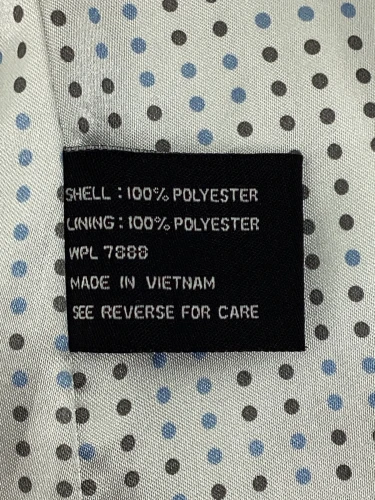 SHELL : 100% POLYESTER
LINING : 100% POLYESTER
WPL 7888
MADE IN VIETNAM
SEE REVERSE FOR CARE